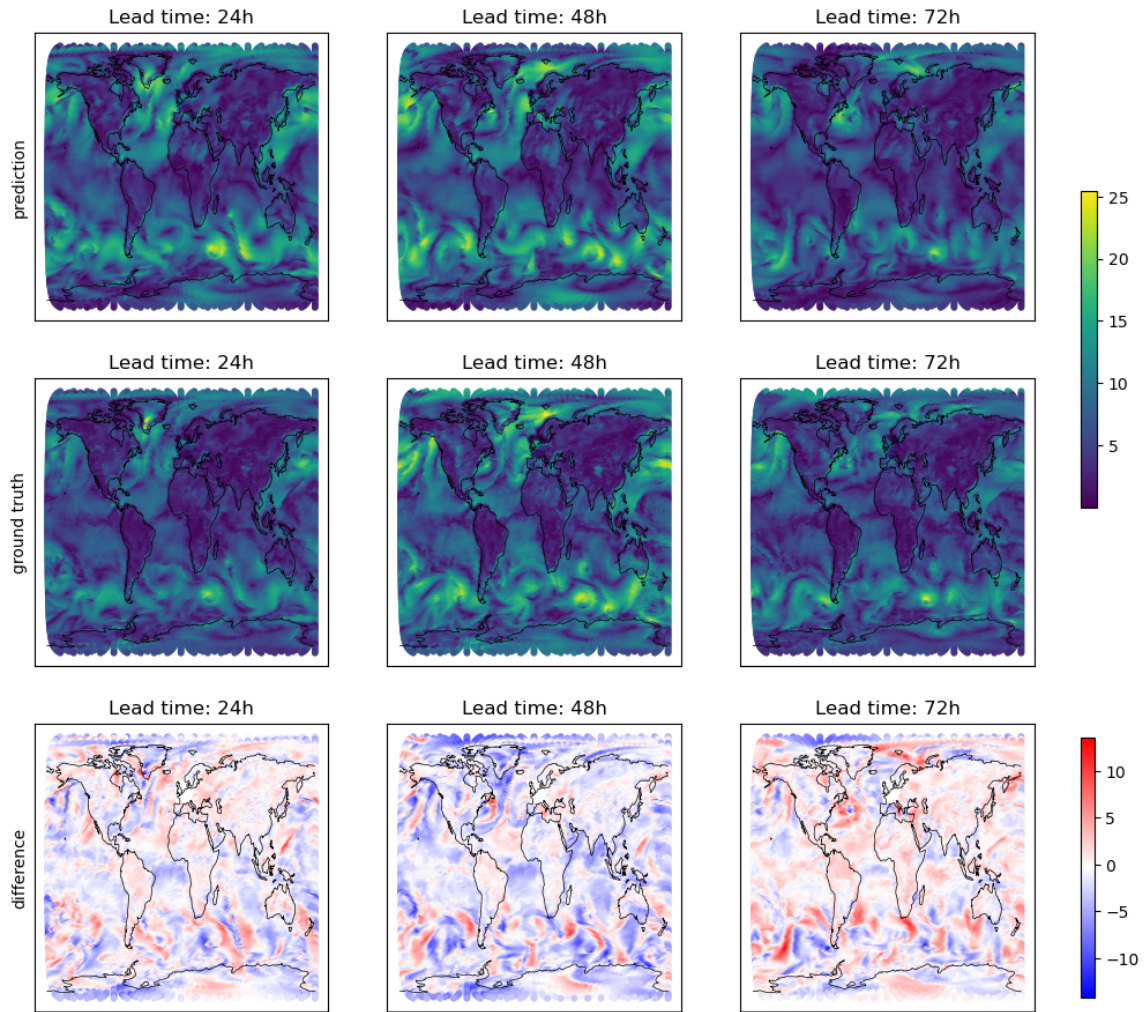 Lead time: 24h
Lead time: 48h
Lead time: 72h
prediction
Lead time: 24h
Lead time: 48h
Lead time: 72h
ground truth
25
20
15
10
5
Lead time: 24h
Lead time: 48h
Lead time: 72h
difference
10
5
0
−5
−10